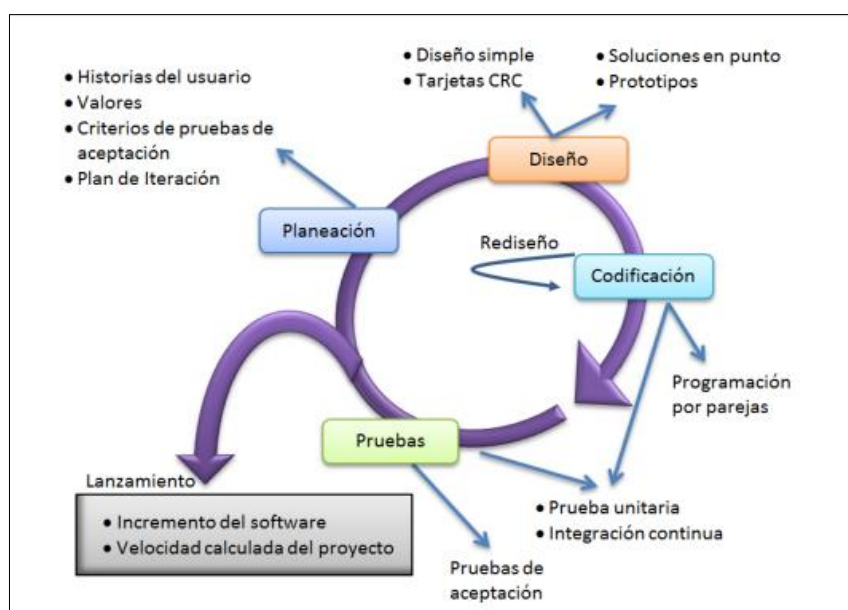 • Historias del usuario
• Valores
• Criterios de pruebas de
aceptación
• Plan de Iteración
• Diseño simple
• Tarjetas CRC
• Soluciones en punto
• Prototipos
Diseño
Planeación
Rediseño
Codificación
Programación
por parejas
Pruebas
Lanzamiento
• Incremento del software
• Velocidad calculada del proyecto
• Prueba unitaria
• Integración continua
Pruebas de
aceptación